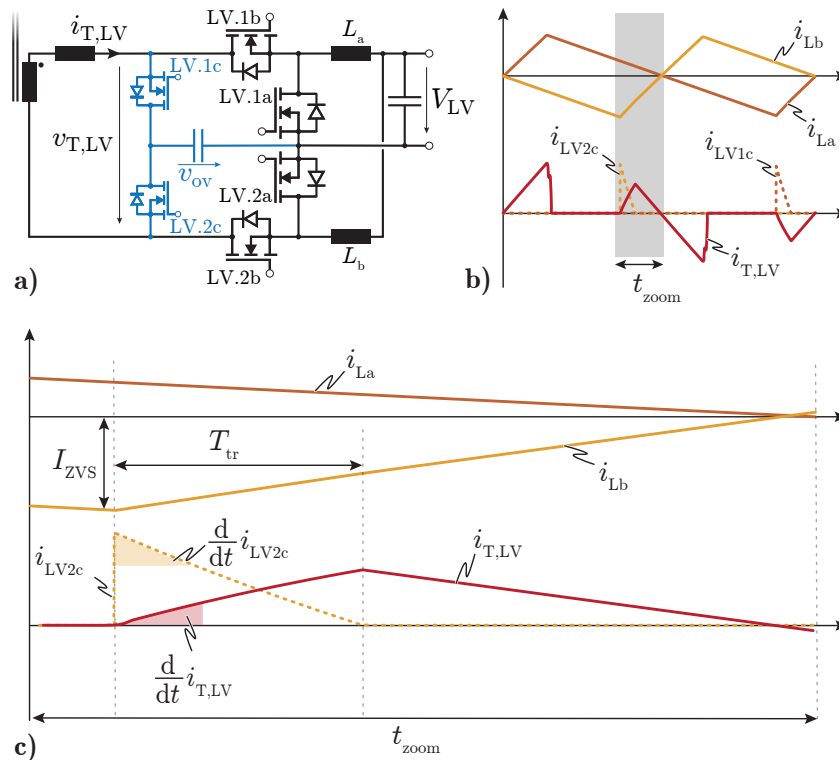 a)
i_T,LV
LV.1b
L_a
LV.1c
LV.1a
v_T,LV
V_LV
v_ov
LV.2a
LV.2c
LV.2b
L_b
b)
i_Lb
i_La
i_LV2c
i_LV1c
i_T,LV
t_zoom
c)
i_La
I_ZVS
T_tr
i_Lb
i_LV2c
d/dt i_LV2c
i_T,LV
d/dt i_T,LV
t_zoom